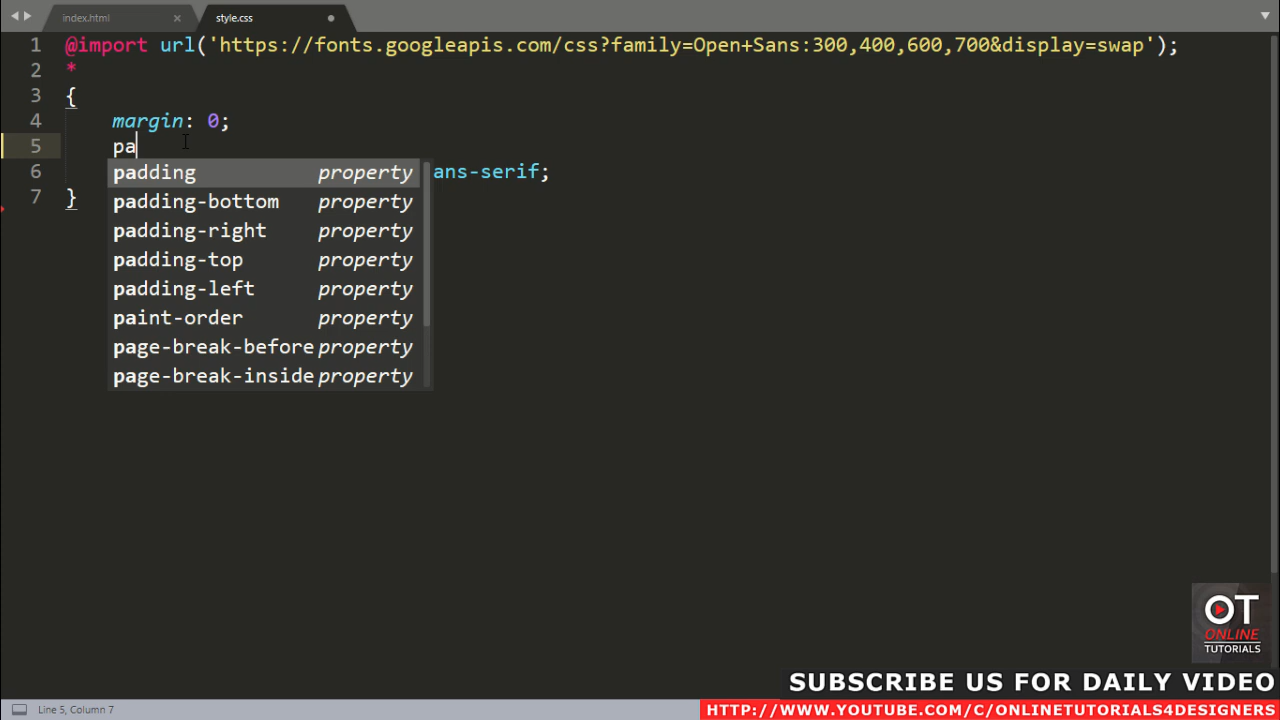 index.html × style.css
1 @import url('https://fonts.googleapis.com/css?family=Open+Sans:300,400,600,700&display=swap');
2 *
3 {
4 margin: 0;
5 pa
padding property
6 ans-serif;
7 }
padding-bottom property
padding-right property
padding-top property
padding-left property
paint-order property
page-break-before property
page-break-inside property
OT
ONLINE
TUTORIALS
SUBSCRIBE US FOR DAILY VIDEO
Line 5, Column 7
HTTP://WWW.YOUTUBE.COM/C/ONLINETUTORIALS4DESIGNERS